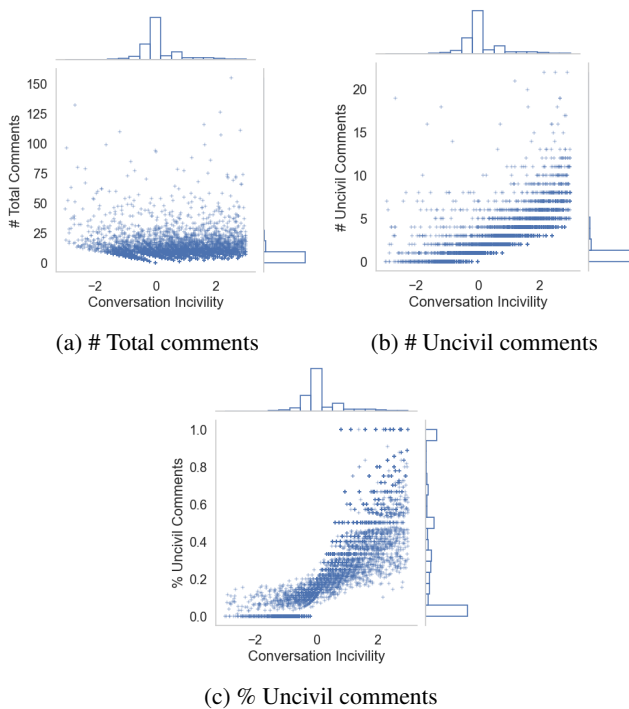 150
125
100
75
50
25
0
# Total Comments
−2 0 2
Conversation Incivility
(a) # Total comments
20
15
10
5
0
# Uncivil Comments
−2 0 2
Conversation Incivility
(b) # Uncivil comments
1.0
0.8
0.6
0.4
0.2
0.0
% Uncivil Comments
−2 0 2
Conversation Incivility
(c) % Uncivil comments